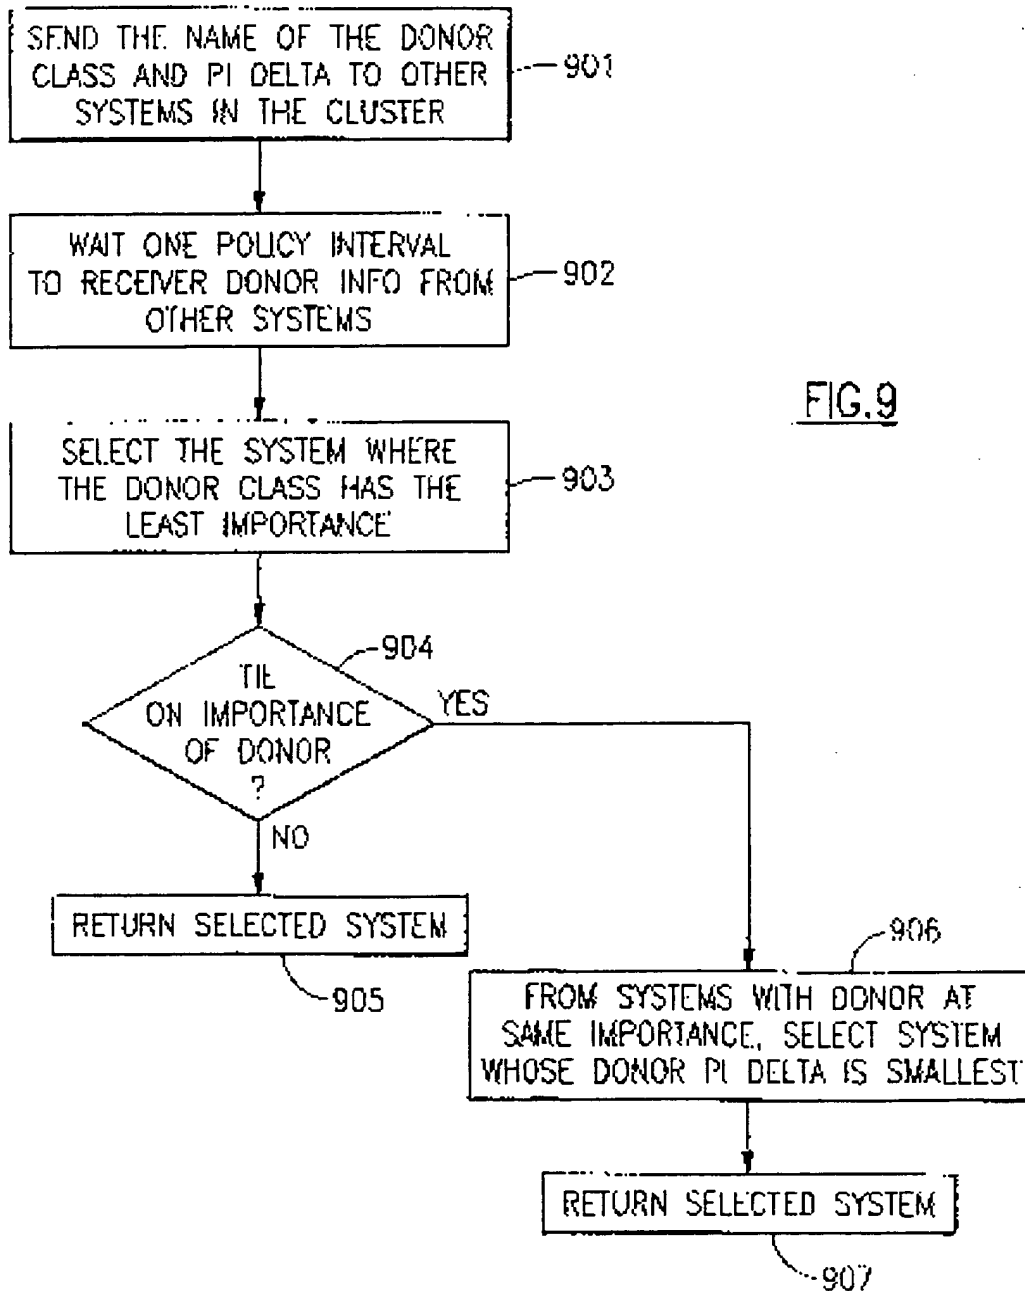 SEND THE NAME OF THE DONOR
CLASS AND PI DELTA TO OTHER
SYSTEMS IN THE CLUSTER
901
WAIT ONE POLICY INTERVAL
TO RECEIVER DONOR INFO FROM
OTHER SYSTEMS
902
FIG.9
SELECT THE SYSTEM WHERE
THE DONOR CLASS HAS THE
LEAST IMPORTANCE
903
904
TIE
ON IMPORTANCE
OF DONOR
?
YES
NO
RETURN SELECTED SYSTEM
905
906
FROM SYSTEMS WITH DONOR AT
SAME IMPORTANCE, SELECT SYSTEM
WHOSE DONOR PI DELTA IS SMALLEST
RETURN SELECTED SYSTEM
907